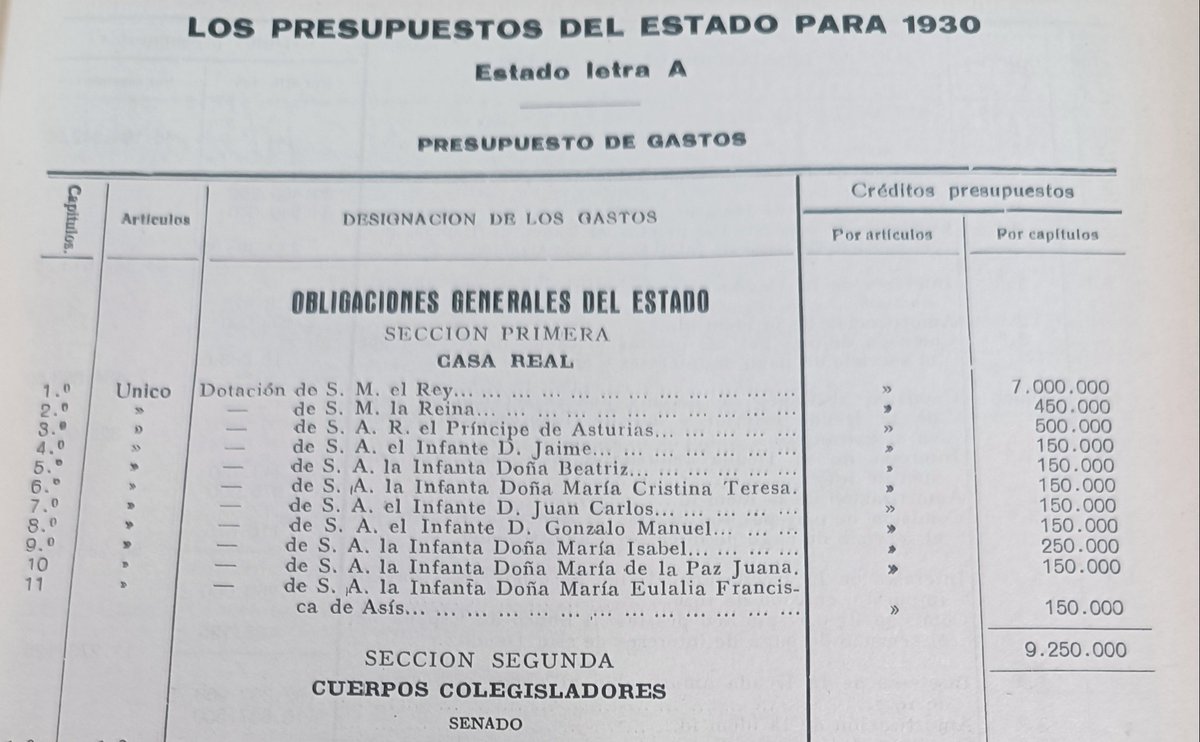 LOS PRESUPUESTOS DEL ESTADO PARA 1930
Estado letra A
PRESUPUESTO DE GASTOS
Capítulos. Artículos DESIGNACION DE LOS GASTOS Créditos presupuestos
Por artículos Por capítulos
OBLIGACIONES GENERALES DEL ESTADO
SECCION PRIMERA
CASA REAL
1.º Unico Dotación de S. M. el Rey... ... ... ... ... ... ... ... ... ... ... » 7.000.000
2.º » — de S. M. la Reina... ... ... ... ... ... ... ... ... ... » 450.000
3.º » — de S. A. R. el Príncipe de Asturias... ... ... ... ... » 500.000
4.º » — de S. A. el Infante D. Jaime... ... ... ... ... ... ... » 150.000
5.º » — de S. A. la Infanta Doña Beatriz... ... ... ... ... ... » 150.000
6.º » — de S. A. la Infanta Doña María Cristina Teresa. » 150.000
7.º » — de S. A. el Infante D. Juan Carlos... ... ... ... ... » 150.000
8.º » — de S. A. el Infante D. Gonzalo Manuel... ... ... » 150.000
9.º » — de S. A. la Infanta Doña María Isabel... ... ... ... » 250.000
10 » — de S. A. la Infanta Doña María de la Paz Juana. » 150.000
11 » — de S. A. la Infanta Doña María Eulalia Francis-
ca de Asís... ... ... ... ... ... ... ... ... ... ... ... ... » 150.000
9.250.000
SECCION SEGUNDA
CUERPOS COLEGISLADORES
SENADO